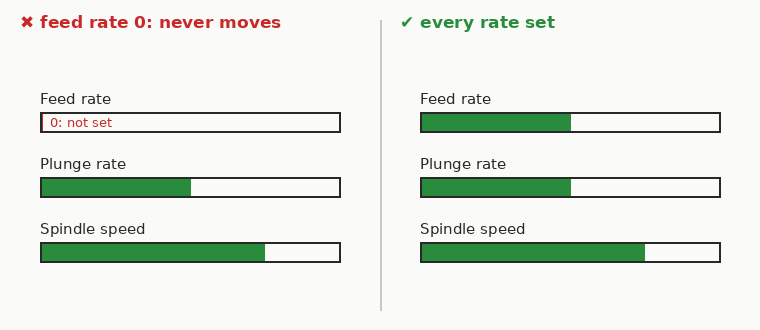 ✖ feed rate 0: never moves
Feed rate
0: not set
Plunge rate
Spindle speed
✔ every rate set
Feed rate
Plunge rate
Spindle speed